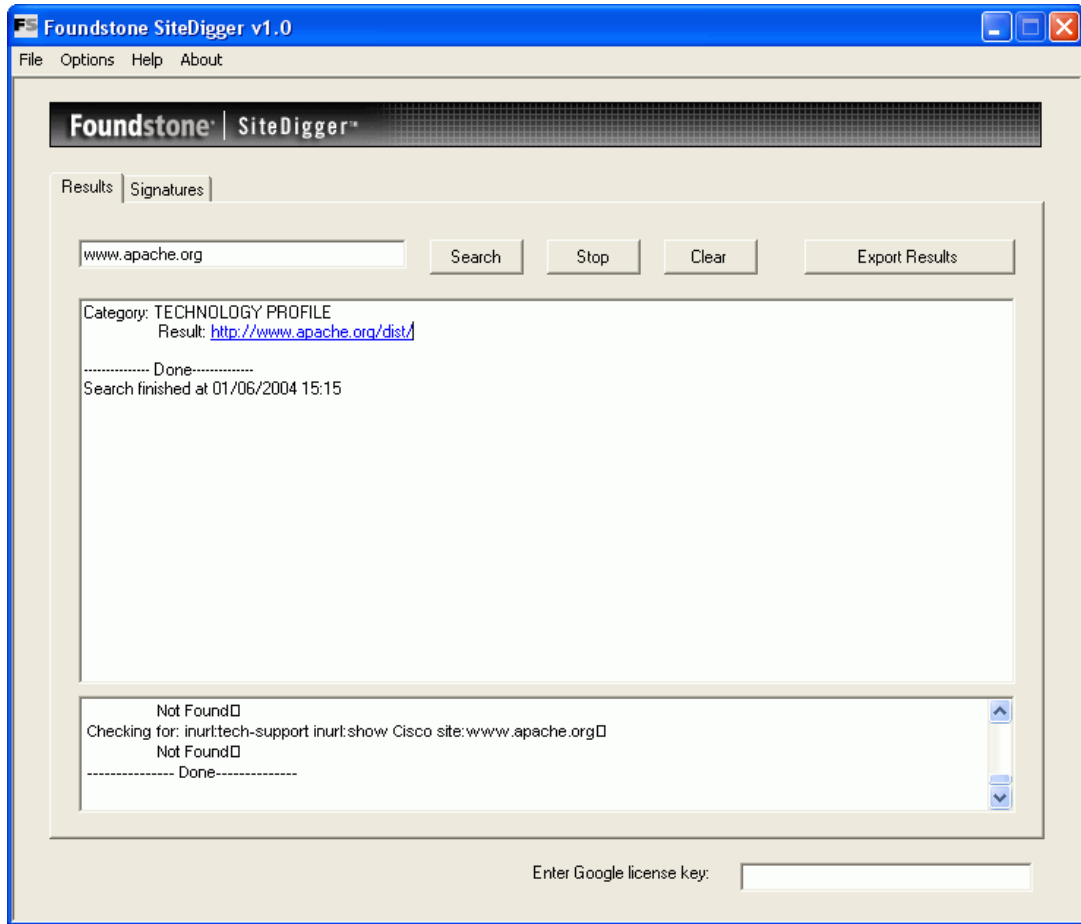 FS Foundstone SiteDigger v1.0
File Options Help About
Foundstone | SiteDigger™
Results Signatures
www.apache.org Search Stop Clear Export Results
Category: TECHNOLOGY PROFILE
Result: http://www.apache.org/dist/
-------------- Done-------------
Search finished at 01/06/2004 15:15
Not Found▯
Checking for: inurl:tech-support inurl:show Cisco site:www.apache.org▯
Not Found▯
--------------- Done--------------
Enter Google license key: